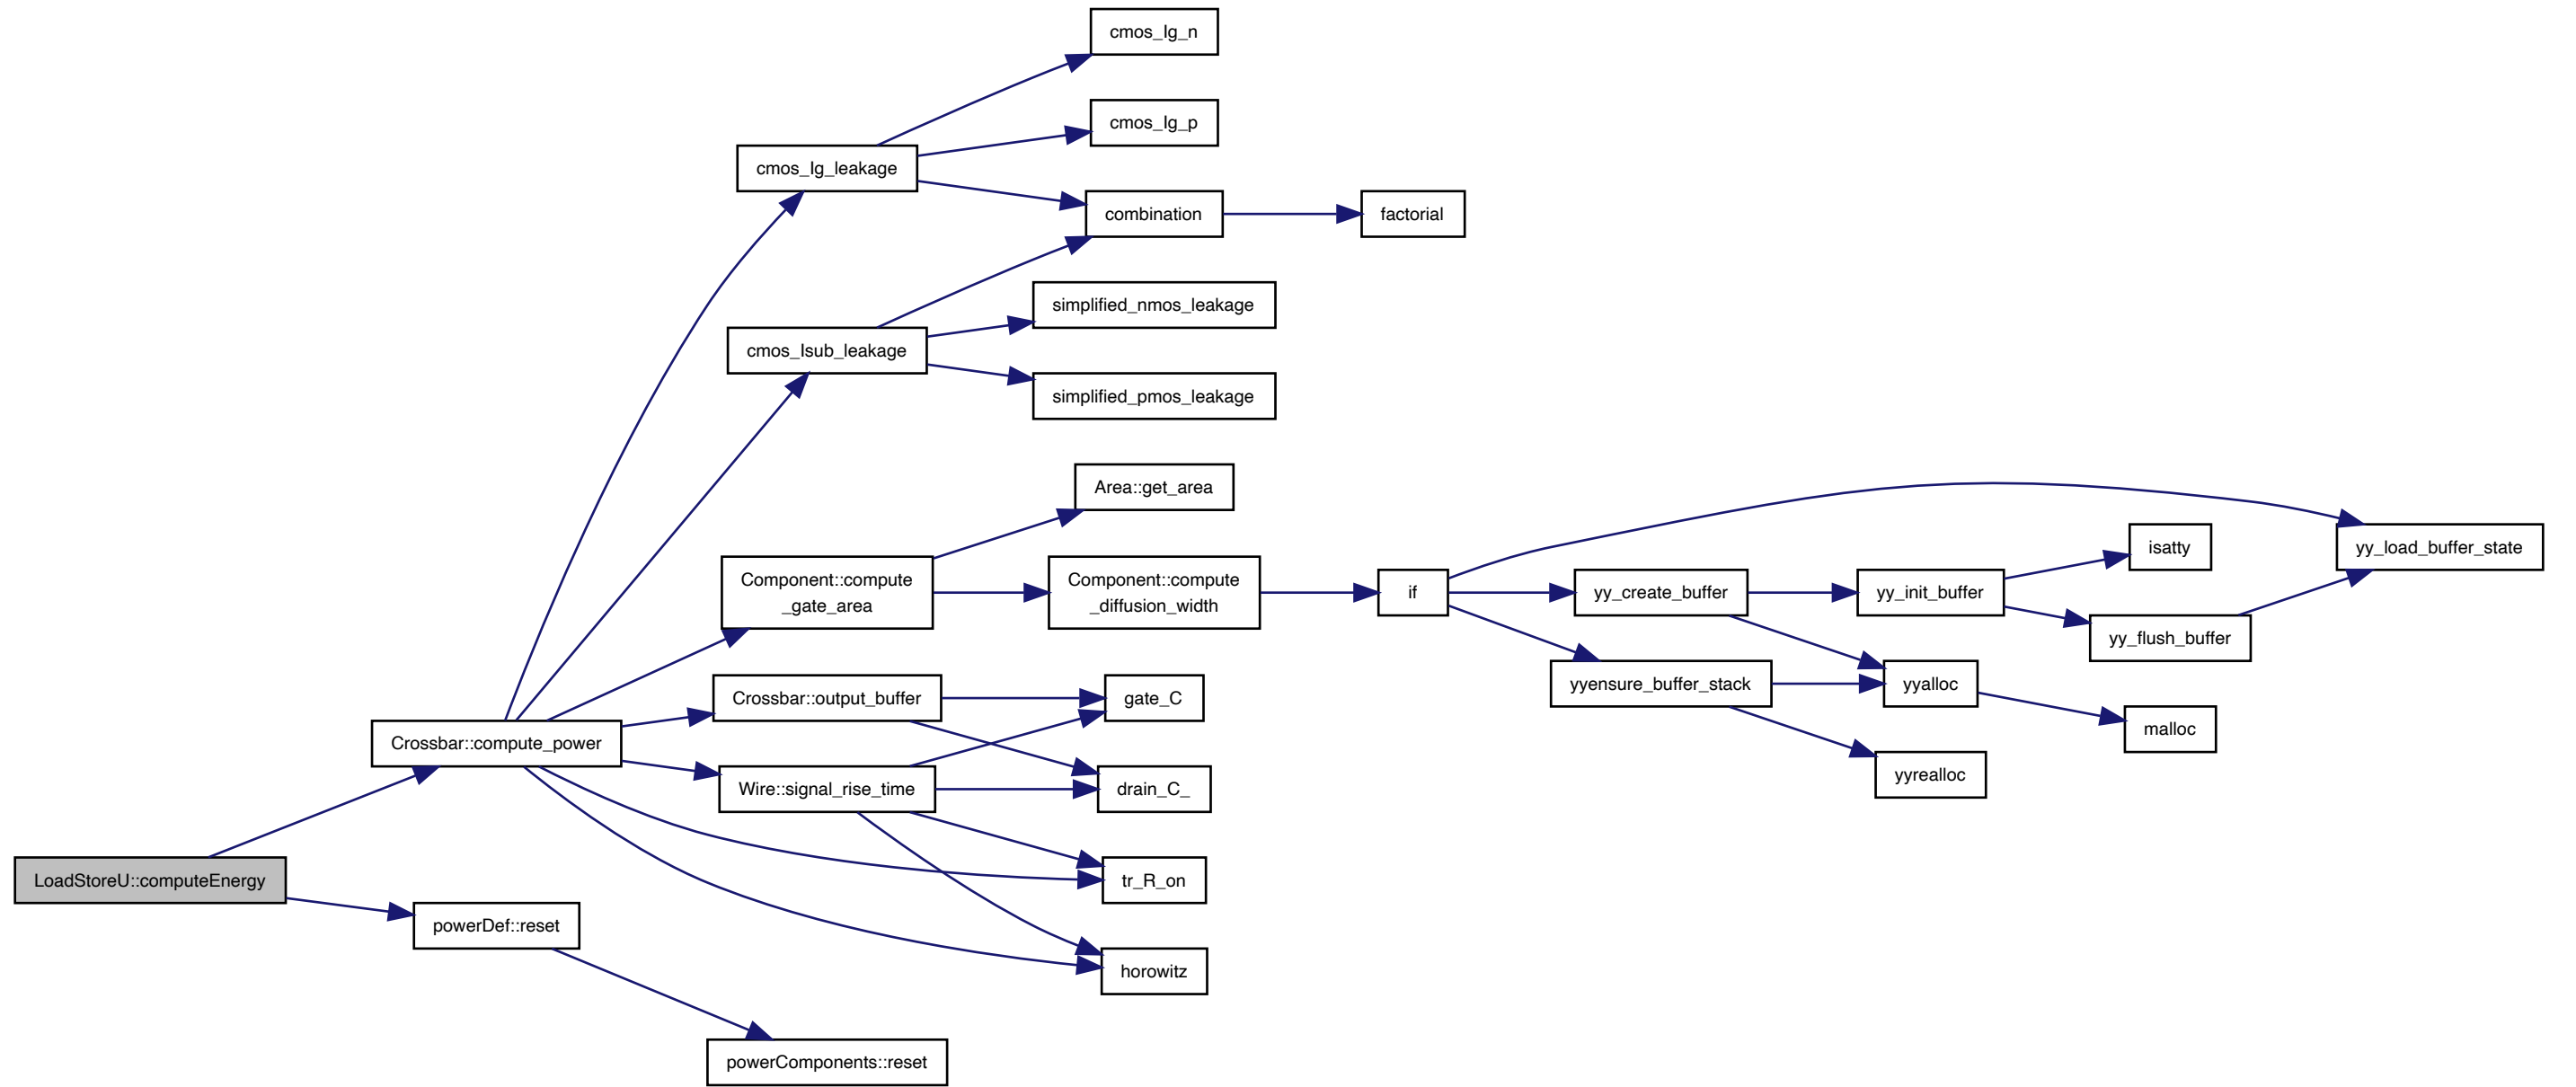 cmos_Ig_n
cmos_Ig_p
cmos_Ig_leakage
combination
factorial
simplified_nmos_leakage
cmos_Isub_leakage
simplified_pmos_leakage
Area::get_area
Component::compute
_gate_area
Component::compute
_diffusion_width
if
yy_create_buffer
yy_init_buffer
isatty
yy_load_buffer_state
yy_flush_buffer
yyensure_buffer_stack
yyalloc
malloc
yyrealloc
Crossbar::output_buffer
gate_C
Crossbar::compute_power
Wire::signal_rise_time
drain_C_
LoadStoreU::computeEnergy
tr_R_on
powerDef::reset
horowitz
powerComponents::reset